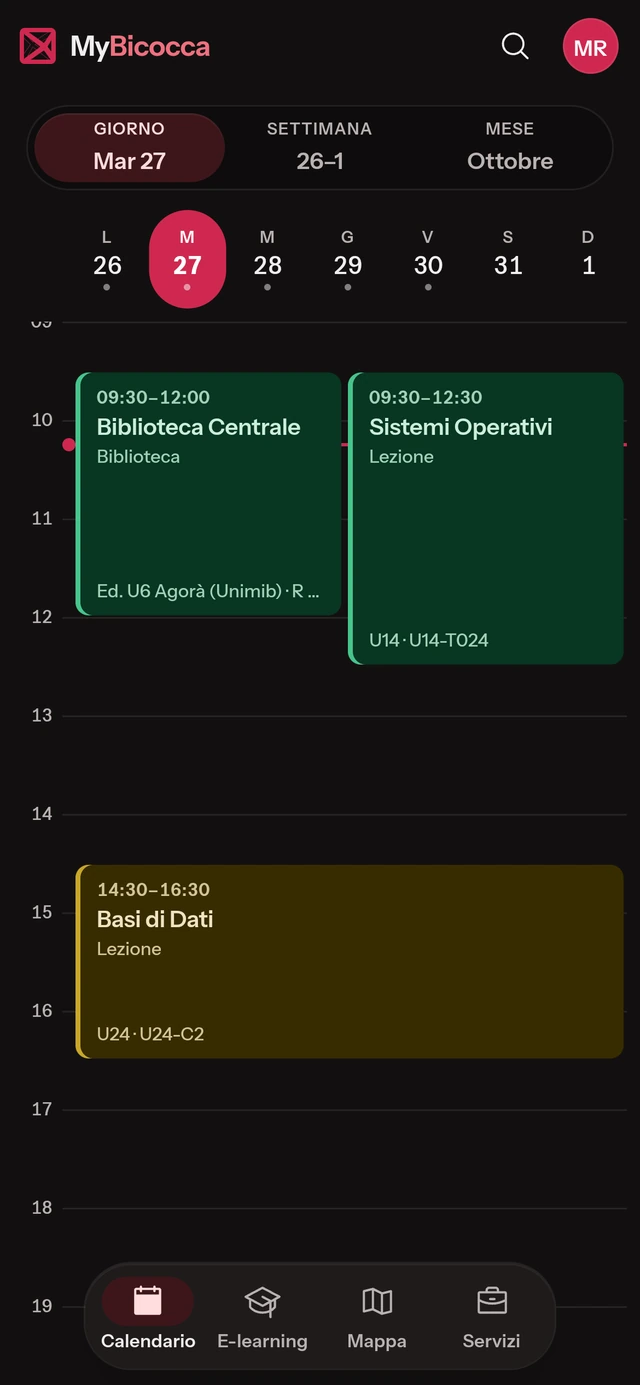 MyBicocca
MR
GIORNO
Mar 27
SETTIMANA
26–1
MESE
Ottobre
L
26
M
27
M
28
G
29
V
30
S
31
D
1
09
09:30–12:00
Biblioteca Centrale
Biblioteca
Ed. U6 Agorà (Unimib) · R ...
09:30–12:30
Sistemi Operativi
Lezione
U14 · U14-T024
10
11
12
13
14
14:30–16:30
Basi di Dati
Lezione
U24 · U24-C2
15
16
17
18
19
Calendario
E-learning
Mappa
Servizi